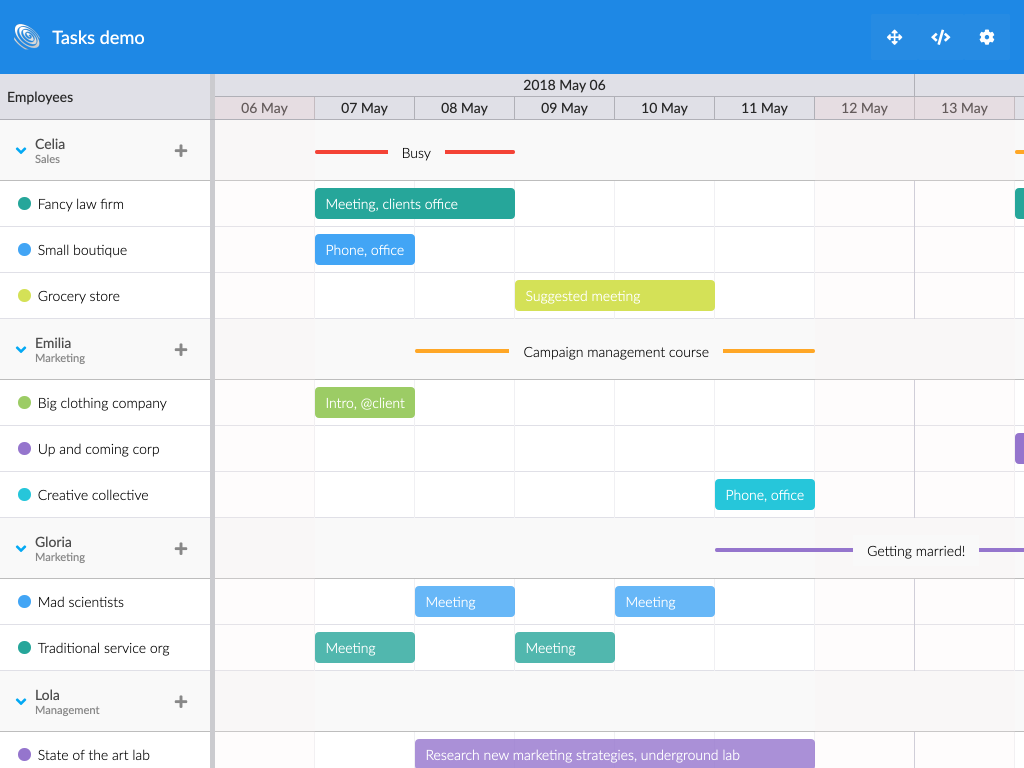 Tasks demo
Employees
2018 May 06
06 May 07 May 08 May 09 May 10 May 11 May 12 May 13 May
Celia
Sales
Busy
Fancy law firm
Meeting, clients office
Small boutique
Phone, office
Grocery store
Suggested meeting
Emilia
Marketing
Campaign management course
Big clothing company
Intro, @client
Up and coming corp
Creative collective
Phone, office
Gloria
Marketing
Getting married!
Mad scientists
Meeting Meeting
Traditional service org
Meeting Meeting
Lola
Management
State of the art lab
Research new marketing strategies, underground lab